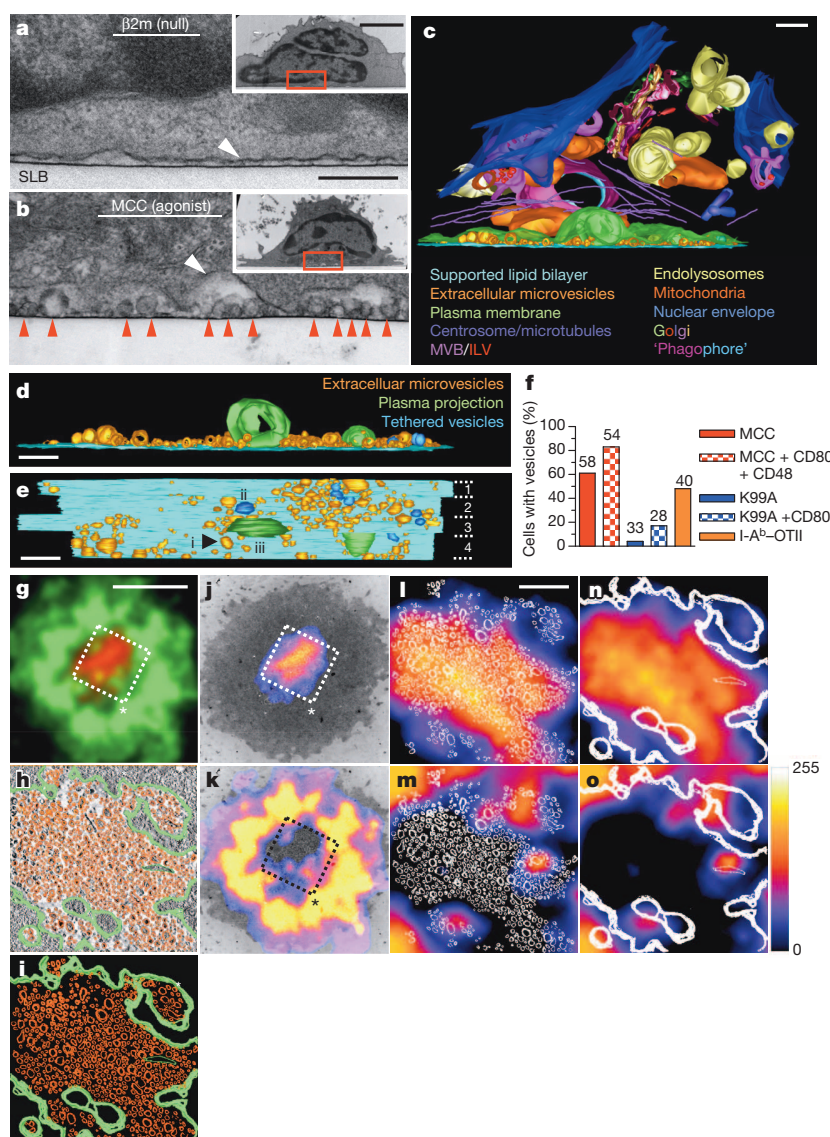 a
β2m (null)
SLB
b
MCC (agonist)
c
Supported lipid bilayer
Extracellular microvesicles
Plasma membrane
Centrosome/microtubules
MVB/ILV
Endolysosomes
Mitochondria
Nuclear envelope
Golgi
'Phagophore'
d
Extracelluar microvesicles
Plasma projection
Tethered vesicles
e
i
ii
iii
1
2
3
4
f
Cells with vesicles (%)
100
80
60
40
20
0
58
54
33
28
40
MCC
MCC + CD80
+ CD48
K99A
K99A +CD80
I-Aᵇ–OTII
g
*
j
*
l
n
h
k
*
m
o
255
0
i